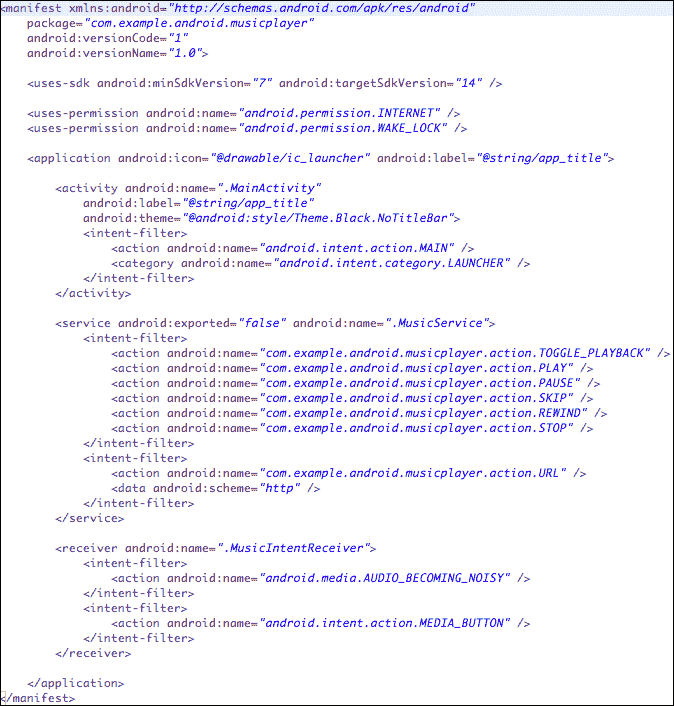 <manifest xmlns:android="http://schemas.android.com/apk/res/android"
    package="com.example.android.musicplayer"
    android:versionCode="1"
    android:versionName="1.0">

    <uses-sdk android:minSdkVersion="7" android:targetSdkVersion="14" />

    <uses-permission android:name="android.permission.INTERNET" />
    <uses-permission android:name="android.permission.WAKE_LOCK" />

    <application android:icon="@drawable/ic_launcher" android:label="@string/app_title">

        <activity android:name=".MainActivity"
            android:label="@string/app_title"
            android:theme="@android:style/Theme.Black.NoTitleBar">
            <intent-filter>
                <action android:name="android.intent.action.MAIN" />
                <category android:name="android.intent.category.LAUNCHER" />
            </intent-filter>
        </activity>

        <service android:exported="false" android:name=".MusicService">
            <intent-filter>
                <action android:name="com.example.android.musicplayer.action.TOGGLE_PLAYBACK" />
                <action android:name="com.example.android.musicplayer.action.PLAY" />
                <action android:name="com.example.android.musicplayer.action.PAUSE" />
                <action android:name="com.example.android.musicplayer.action.SKIP" />
                <action android:name="com.example.android.musicplayer.action.REWIND" />
                <action android:name="com.example.android.musicplayer.action.STOP" />
            </intent-filter>
            <intent-filter>
                <action android:name="com.example.android.musicplayer.action.URL" />
                <data android:scheme="http" />
            </intent-filter>
        </service>

        <receiver android:name=".MusicIntentReceiver">
            <intent-filter>
                <action android:name="android.media.AUDIO_BECOMING_NOISY" />
            </intent-filter>
            <intent-filter>
                <action android:name="android.intent.action.MEDIA_BUTTON" />
            </intent-filter>
        </receiver>

    </application>
</manifest>